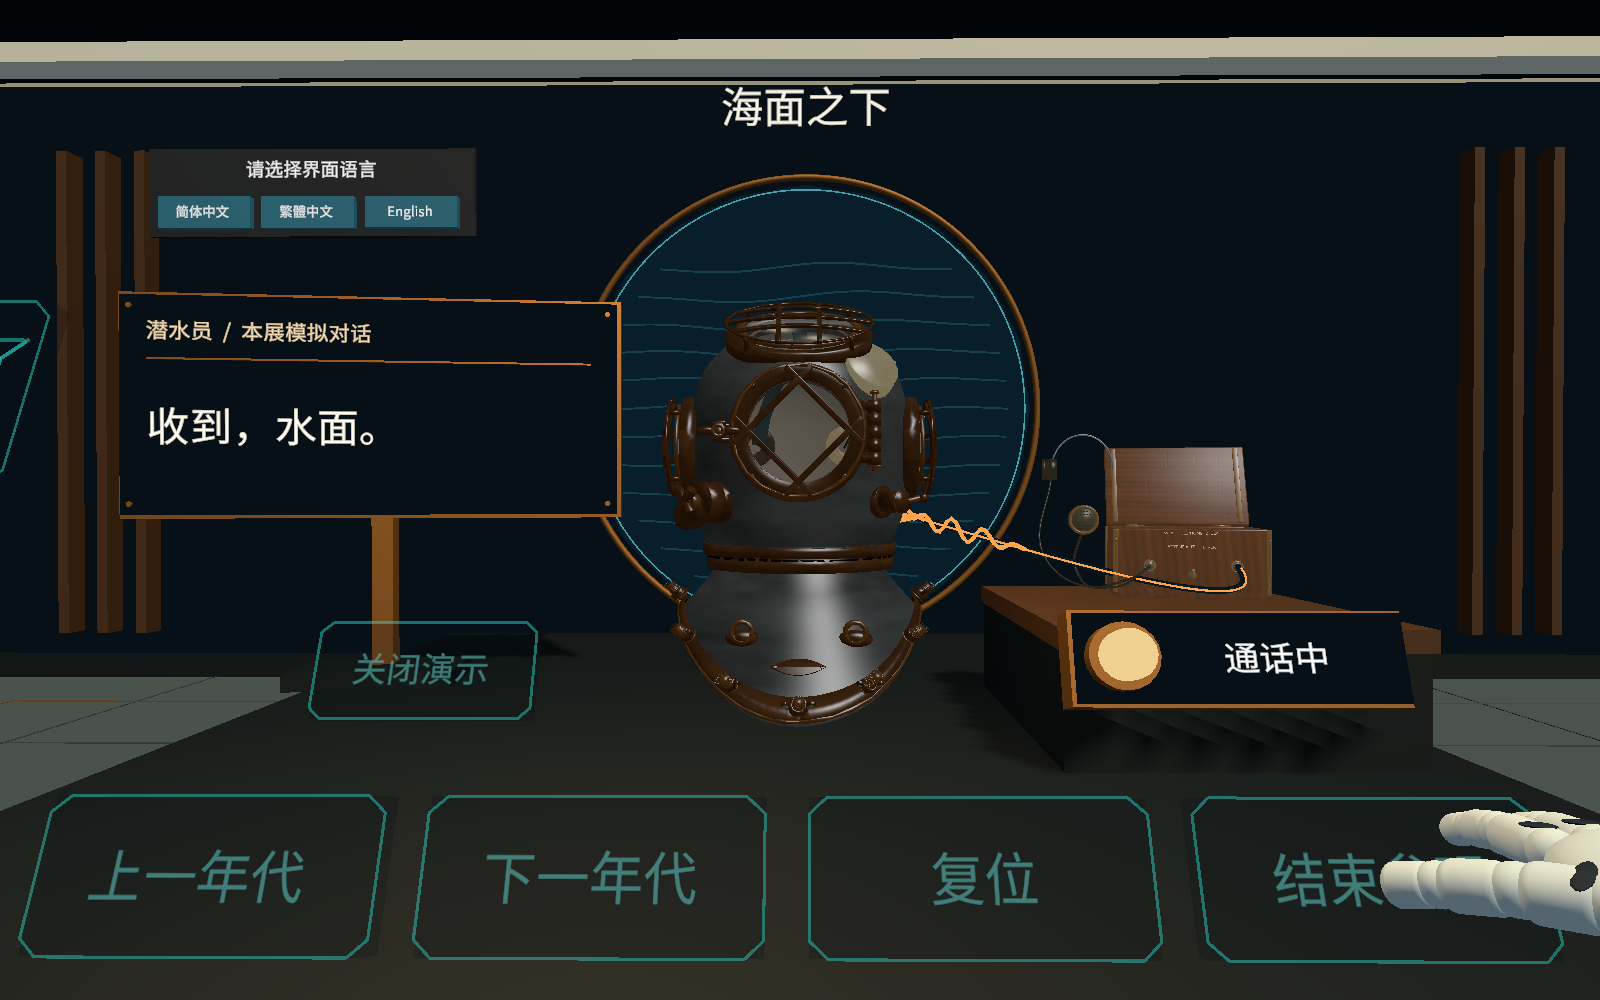 海面之下
请选择界面语言
简体中文
繁體中文
English
潜水员 / 本展模拟对话
收到，水面。
通话中
关闭演示
上一年代
下一年代
复位
结束